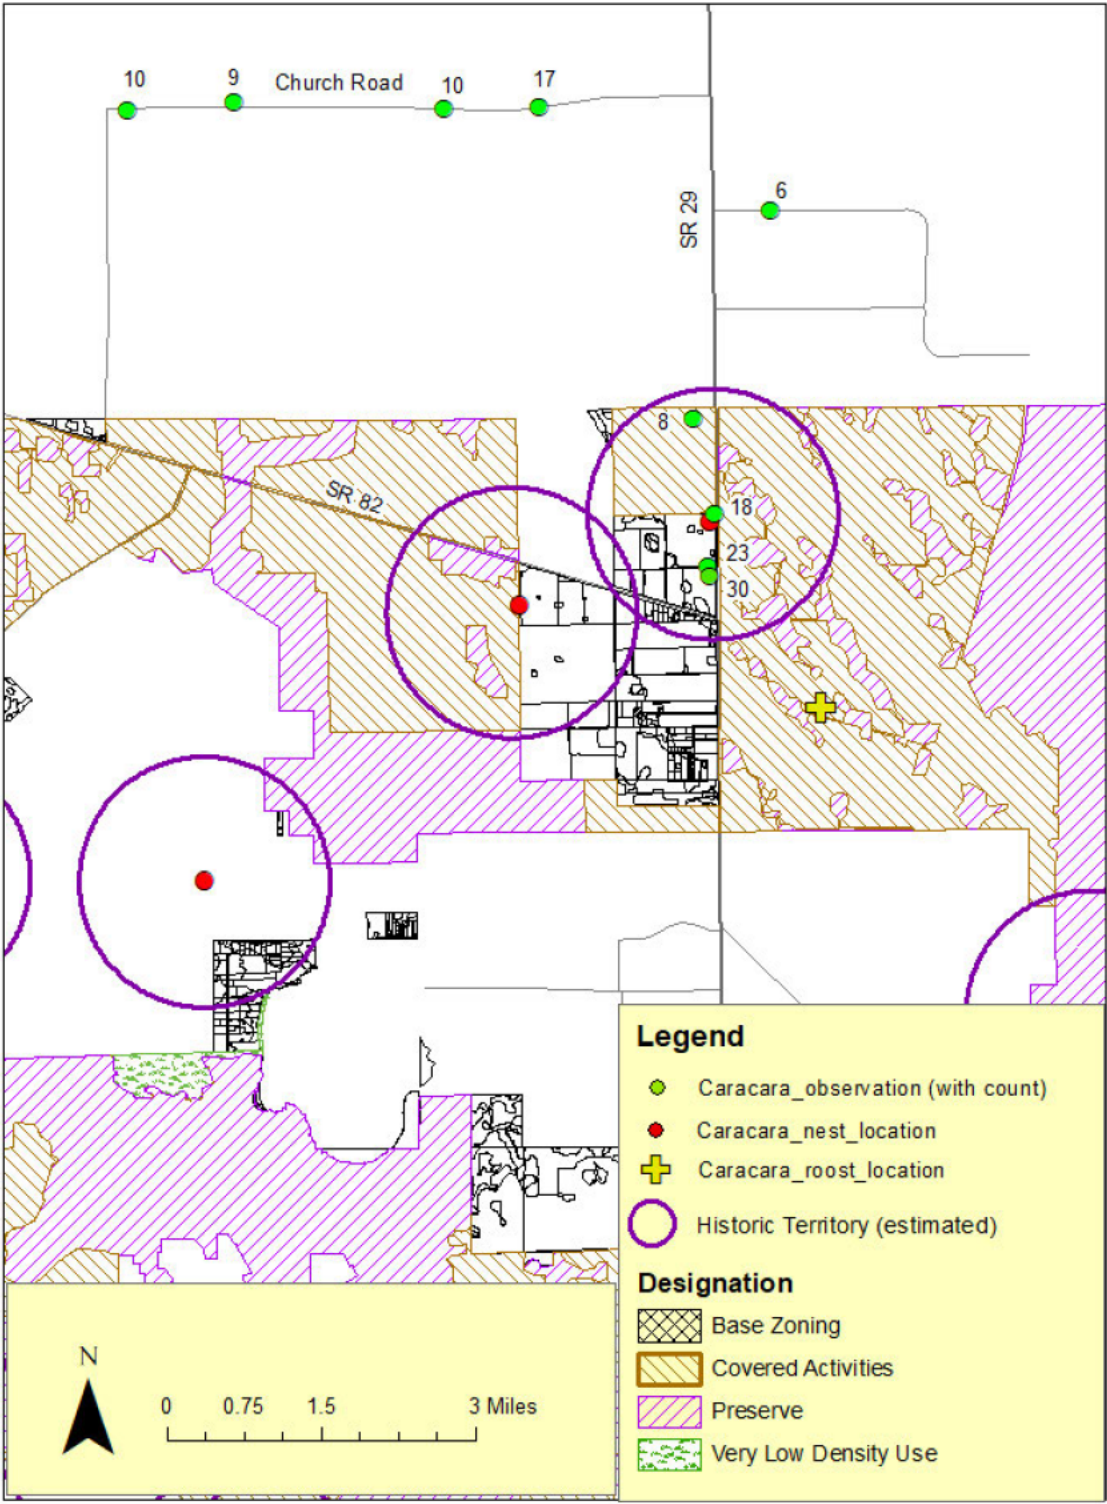 10
9
Church Road
10
17
6
SR 29
8
18
SR 82
23
30
Legend
Caracara_observation (with count)
Caracara_nest_location
Caracara_roost_location
Historic Territory (estimated)
Designation
Base Zoning
Covered Activities
Preserve
Very Low Density Use
N
0 0.75 1.5 3 Miles